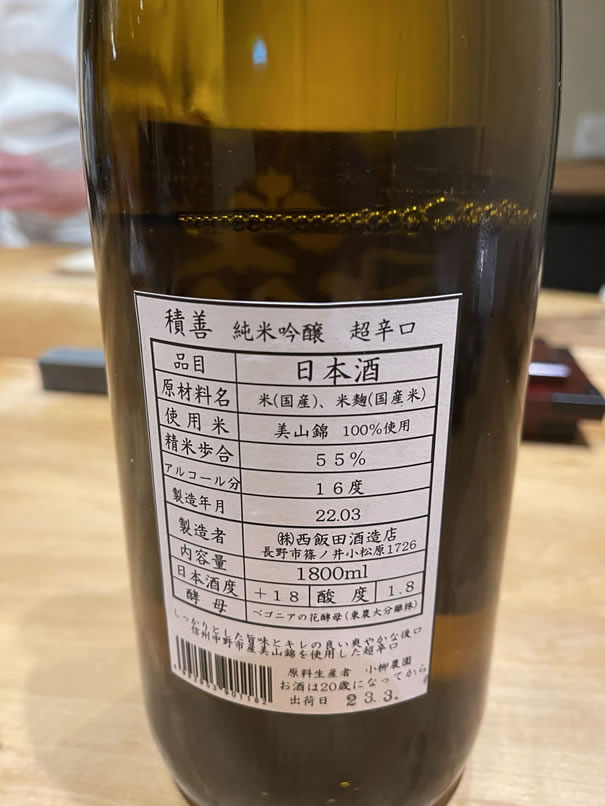 積善 純米吟醸 超辛口
品目 日本酒
原材料名 米(国産)、米麹(国産米)
使用米 美山錦 100%使用
精米歩合 55%
アルコール分 16度
製造年月 22.03
製造者 ㈱西飯田酒造店
長野市篠ノ井小松原1726
内容量 1800ml
日本酒度 +18 酸度 1.8
酵母 ベゴニアの花酵母(東農大分離株)
しっかりとした旨味とキレの良い爽やかな後口
信州中野市産美山錦を使用した超辛口
原料生産者 小柳農園
お酒は20歳になってから
出荷日 23.3.